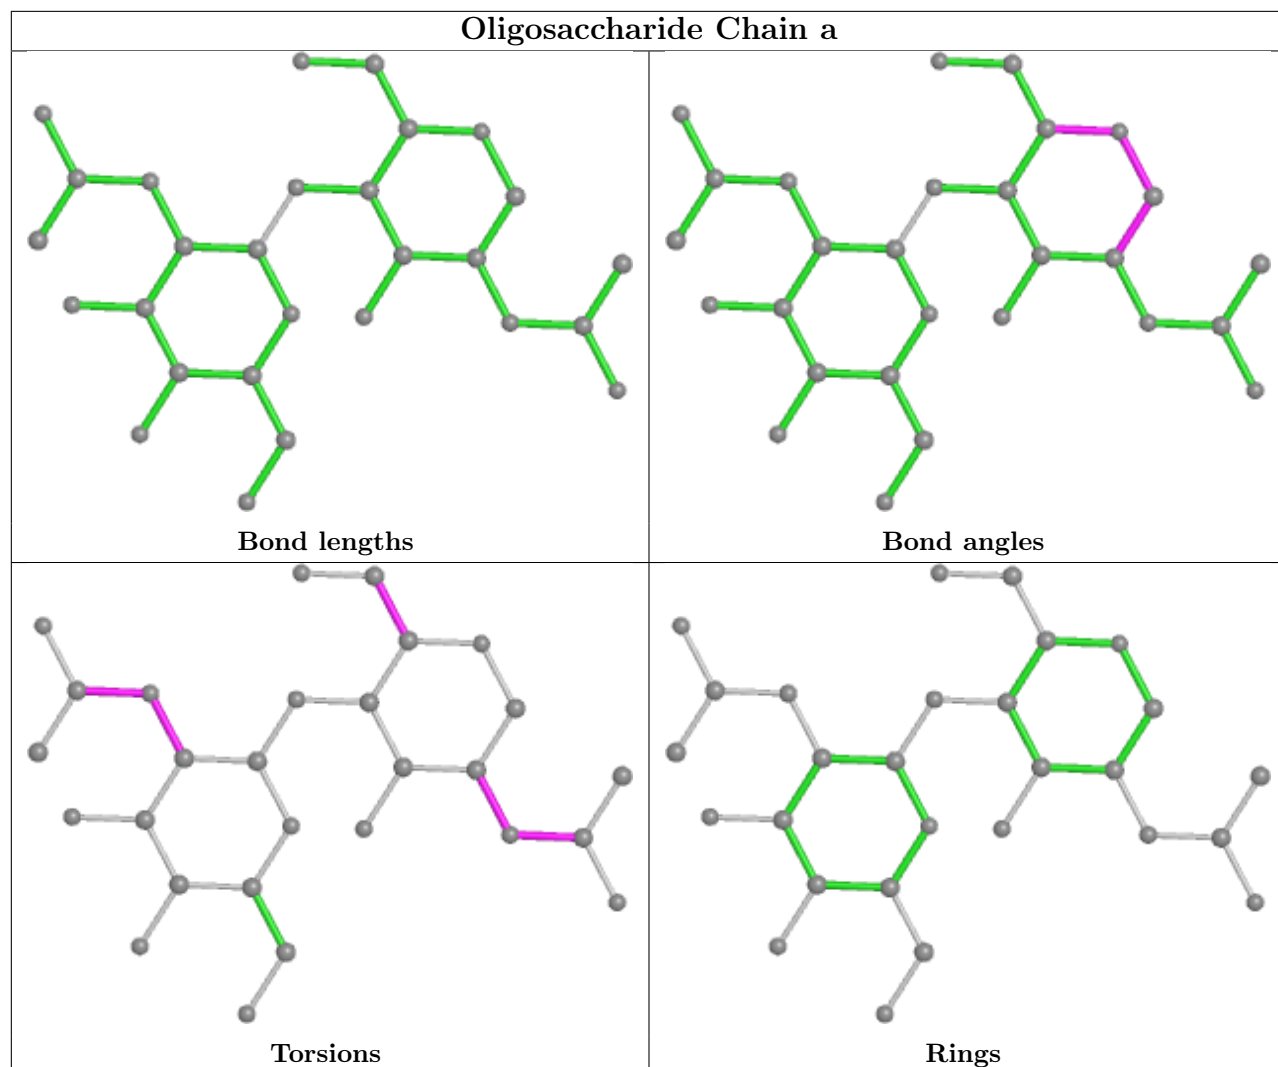 Oligosaccharide Chain a
Bond lengths
Bond angles
Torsions
Rings